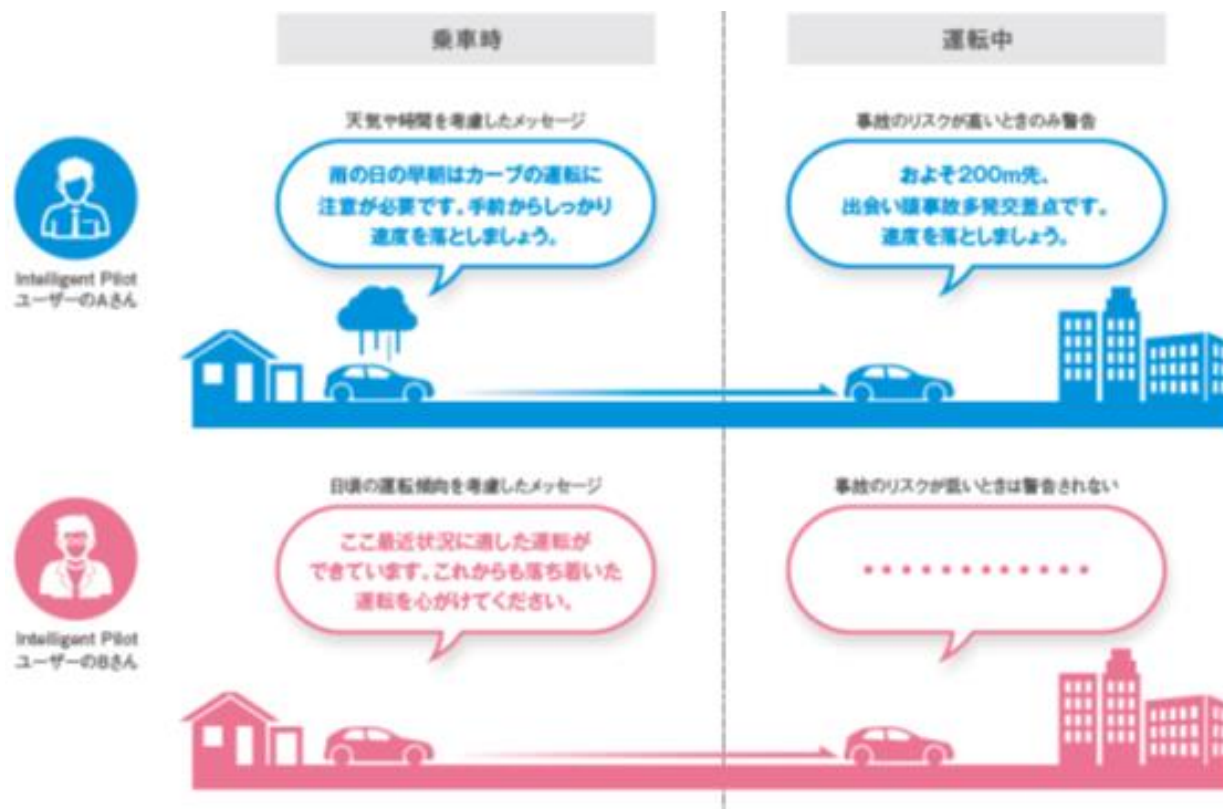 乗車時
運転中
天気や時間を考慮したメッセージ
事故のリスクが高いときのみ警告
雨の日の早朝はカーブの運転に
注意が必要です。手前からしっかり
速度を落としましょう。
およそ200m先、
出会い頭事故多発交差点です。
速度を落としましょう。
Intelligent Pilot
ユーザーのAさん
日頃の運転傾向を考慮したメッセージ
事故のリスクが低いときは警告されない
ここ最近状況に適した運転が
できています。これからも落ち着いた
運転を心がけてください。
••••••••••••
Intelligent Pilot
ユーザーのBさん